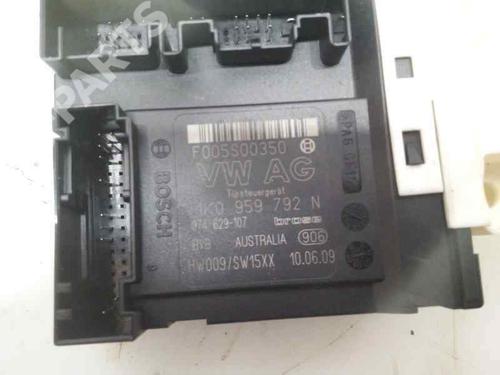 F005S00350
VW AG
Türsteuergerät
1K0 959 792 N
974 629-107 brose
AUSTRALIA 906
HW009/SW15XX 10.06.09
BOSCH
PARTS